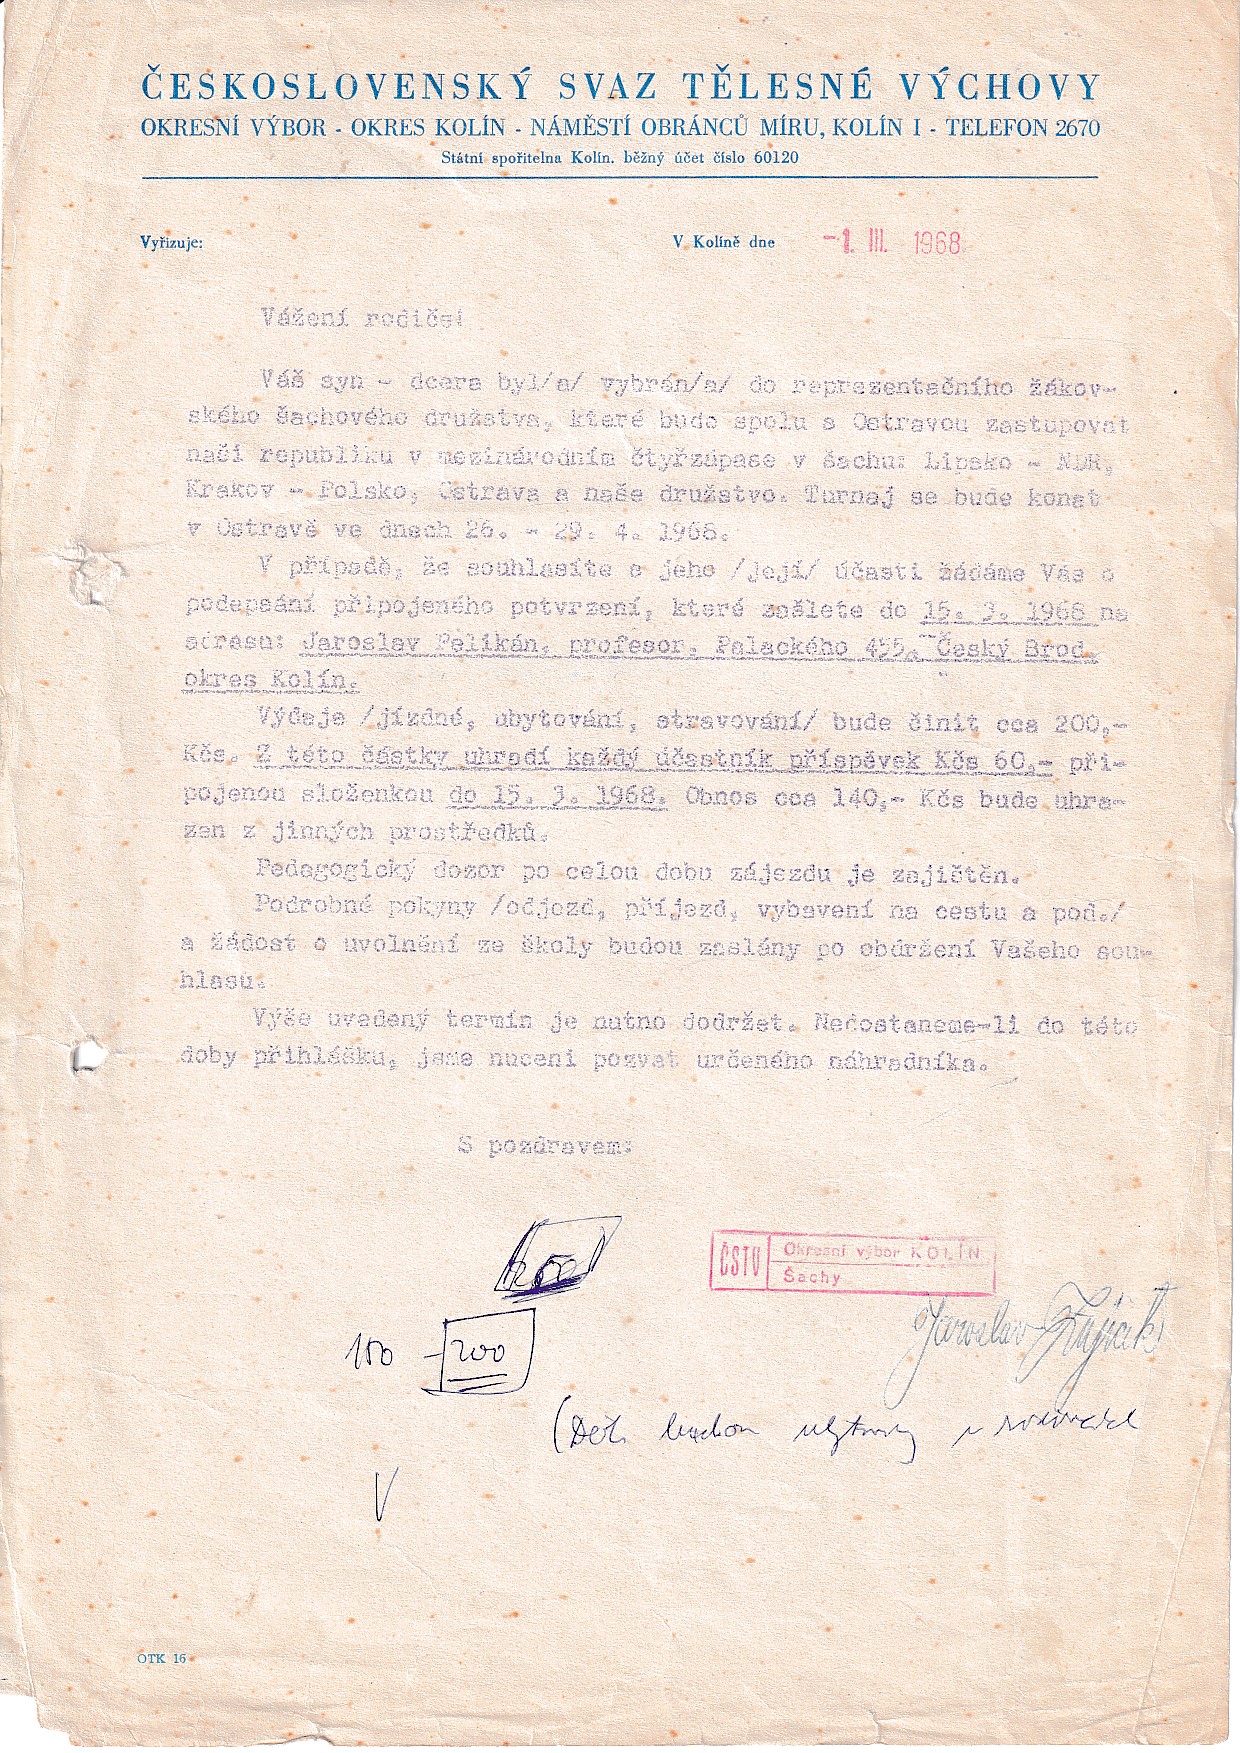 ČESKOSLOVENSKÝ SVAZ TĚLESNÉ VÝCHOVY
OKRESNÍ VÝBOR - OKRES KOLÍN - NÁMĚSTÍ OBRÁNCŮ MÍRU, KOLÍN I - TELEFON 2670
Státní spořitelna Kolín. běžný účet číslo 60120
Vyřizuje: V Kolíně dne -1. III. 1968
Vážení rodiče!
Váš syn - dcera byl/a/ vybrán/a/ do reprezentačního žákov-
ského šachového družstva, které bude spolu s Ostravou zastupovat
naši republiku v mezinárodním čtyřzápase v šachu: Lipsko - NDR,
Krakov - Polsko, Ostrava a naše družstvo. Turnaj se bude konat
v Ostravě ve dnech 26. - 29. 4. 1968.
V případě, že souhlasíte s jeho /její/ účastí žádáme Vás o
podepsání připojeného potvrzení, které zašlete do 15. 3. 1968 na
adresu: Jaroslav Pelikán, profesor, Palackého 455, Český Brod
okres Kolín.
Výdaje /jízdné, ubytování, stravování/ bude činit cca 200,-
Kčs. Z této částky uhradí každý účastník příspěvek Kčs 60,- při-
pojenou složenkou do 15. 3. 1968. Obnos cca 140,- Kčs bude uhra-
zen z jinných prostředků.
Pedagogický dozor po celou dobu zájezdu je zajištěn.
Podrobné pokyny /odjezd, příjezd, vybavení na cestu a pod./
a žádost o uvolnění ze školy budou zaslány po obdržení Vašeho sou-
hlasu.
Výše uvedený termín je nutno dodržet. Nedostaneme-li do této
doby přihlášku, jsme nuceni pozvat určeného náhradníka.
S pozdravem:
ČSTV Okresní výbor KOLÍN
Šachy
Jaroslav
150 - 200
(Děti budou
V
OTK 16